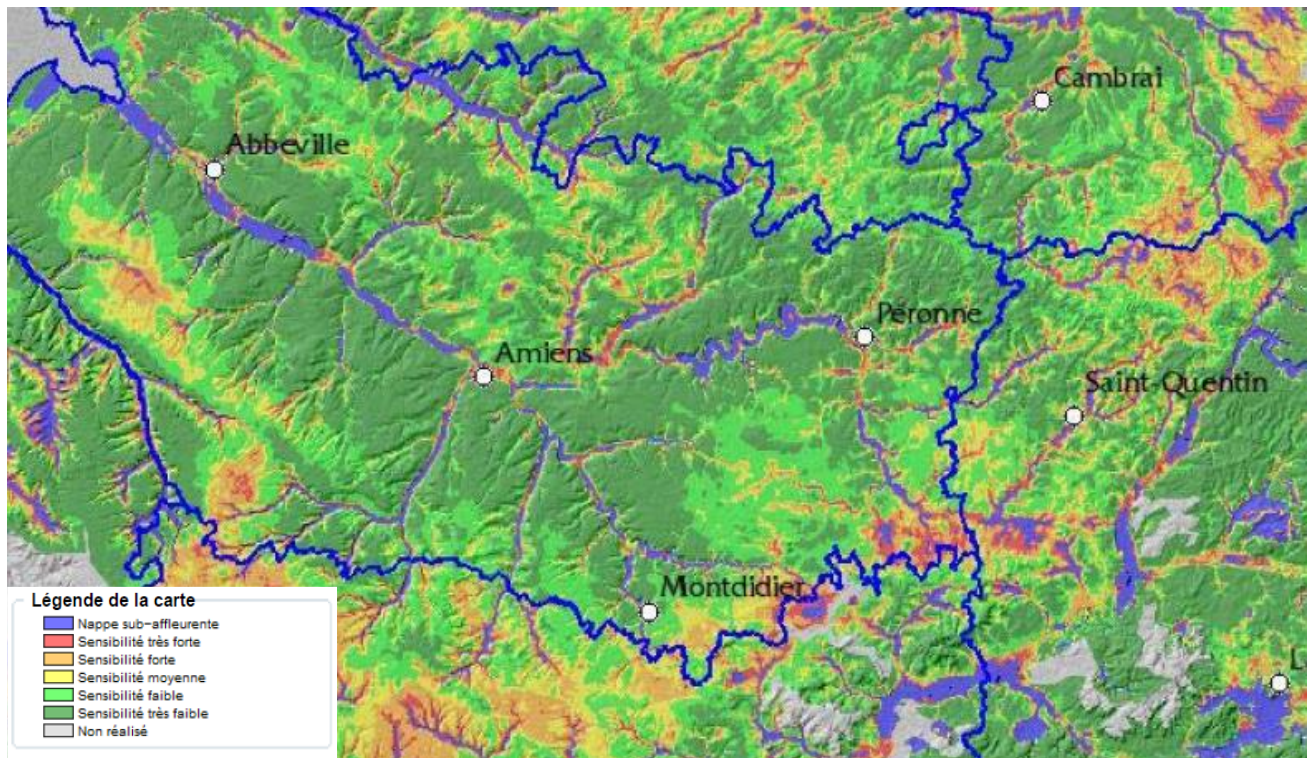 Cambrai
Abbeville
Péronne
Amiens
Saint-Quentin
Montdidier
L
Légende de la carte
Nappe sub-affleurente
Sensibilité très forte
Sensibilité forte
Sensibilité moyenne
Sensibilité faible
Sensibilité très faible
Non réalisé